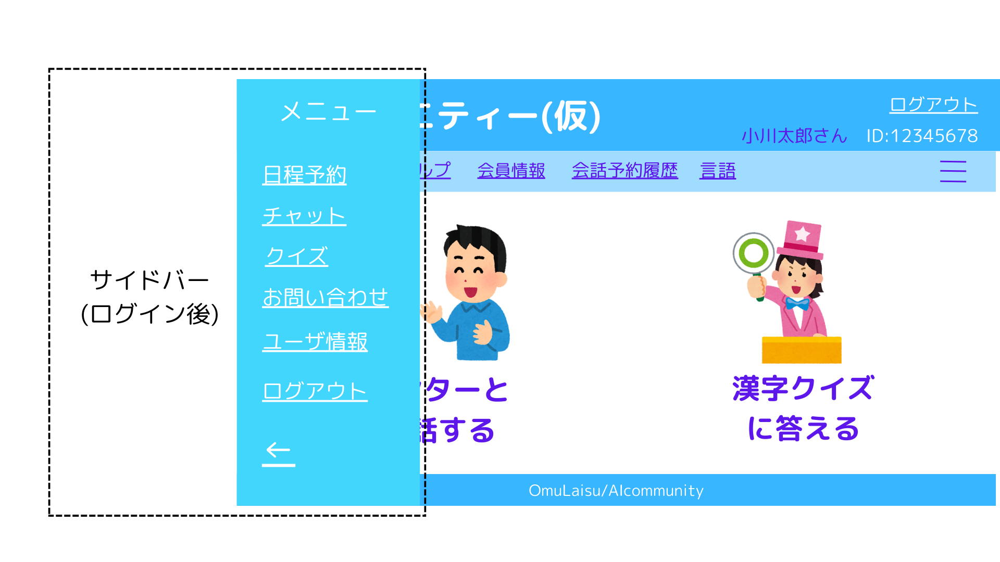 サイドバー
(ログイン後)
メニュー
日程予約
チャット
クイズ
お問い合わせ
ユーザ情報
ログアウト
←
ニティー(仮)
ログアウト
小川太郎さん ID:12345678
ルプ 会員情報 会話予約履歴 言語
ターと
話する
漢字クイズ
に答える
OmuLaisu/AIcommunity